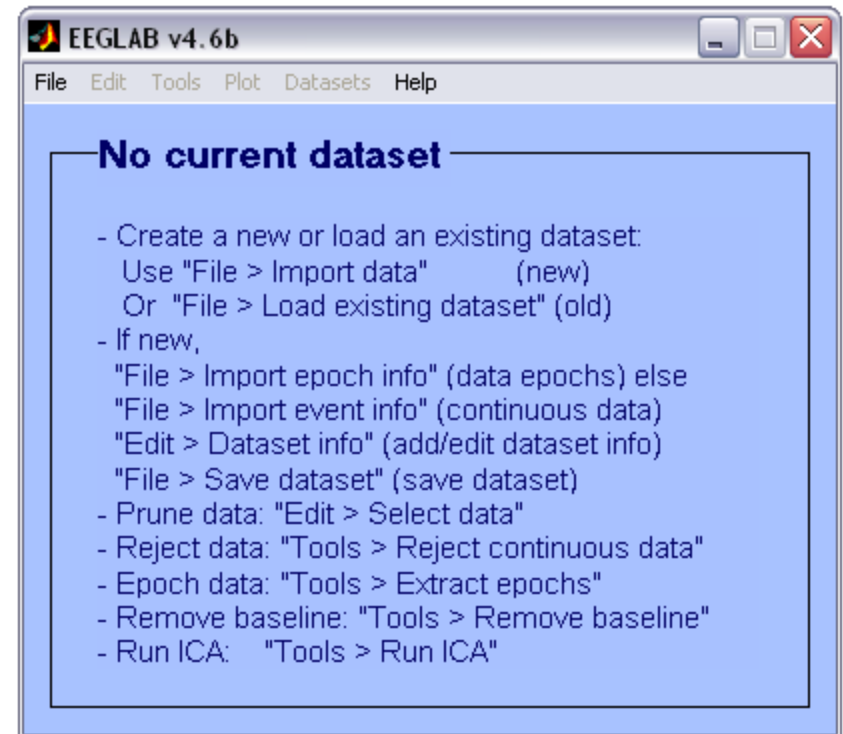 EEGLAB v4.6b
File Edit Tools Plot Datasets Help
No current dataset
- Create a new or load an existing dataset:
Use "File > Import data" (new)
Or "File > Load existing dataset" (old)
- If new,
"File > Import epoch info" (data epochs) else
"File > Import event info" (continuous data)
"Edit > Dataset info" (add/edit dataset info)
"File > Save dataset" (save dataset)
- Prune data: "Edit > Select data"
- Reject data: "Tools > Reject continuous data"
- Epoch data: "Tools > Extract epochs"
- Remove baseline: "Tools > Remove baseline"
- Run ICA: "Tools > Run ICA"